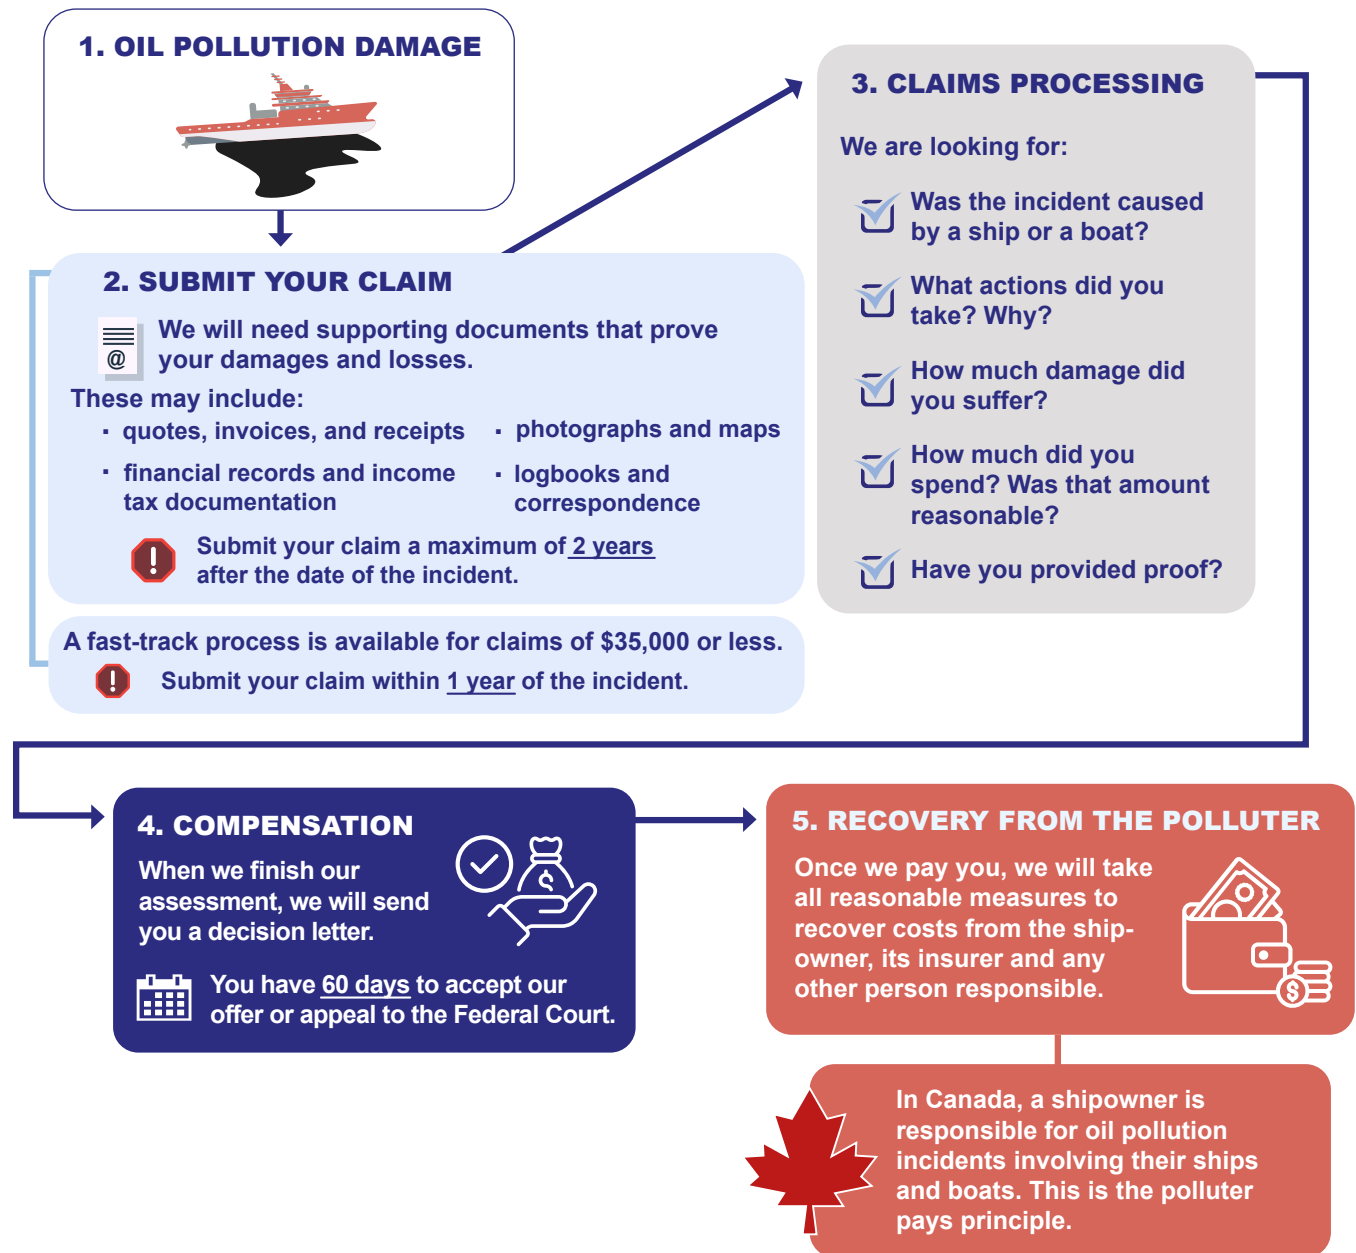 1. OIL POLLUTION DAMAGE
2. SUBMIT YOUR CLAIM
@
We will need supporting documents that prove
your damages and losses.
These may include:
· quotes, invoices, and receipts
· financial records and income
tax documentation
· photographs and maps
· logbooks and
correspondence
!
Submit your claim a maximum of 2 years
after the date of the incident.
A fast-track process is available for claims of $35,000 or less.
!
Submit your claim within 1 year of the incident.
3. CLAIMS PROCESSING
We are looking for:
Was the incident caused
by a ship or a boat?
What actions did you
take? Why?
How much damage did
you suffer?
How much did you
spend? Was that amount
reasonable?
Have you provided proof?
4. COMPENSATION
When we finish our
assessment, we will send
you a decision letter.
$
You have 60 days to accept our
offer or appeal to the Federal Court.
5. RECOVERY FROM THE POLLUTER
Once we pay you, we will take
all reasonable measures to
recover costs from the ship-
owner, its insurer and any
other person responsible.
$
In Canada, a shipowner is
responsible for oil pollution
incidents involving their ships
and boats. This is the polluter
pays principle.